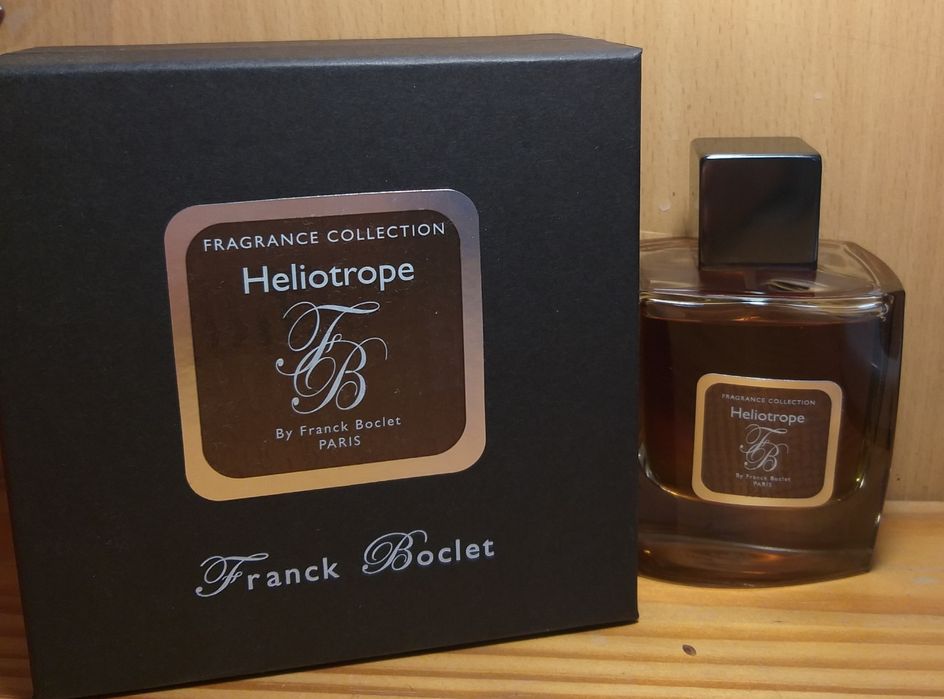 FRAGRANCE COLLECTION
Heliotrope
FB
By Franck Boclet
PARIS
Franck Boclet
FRAGRANCE COLLECTION
Heliotrope
FB
By Franck Boclet
PARIS